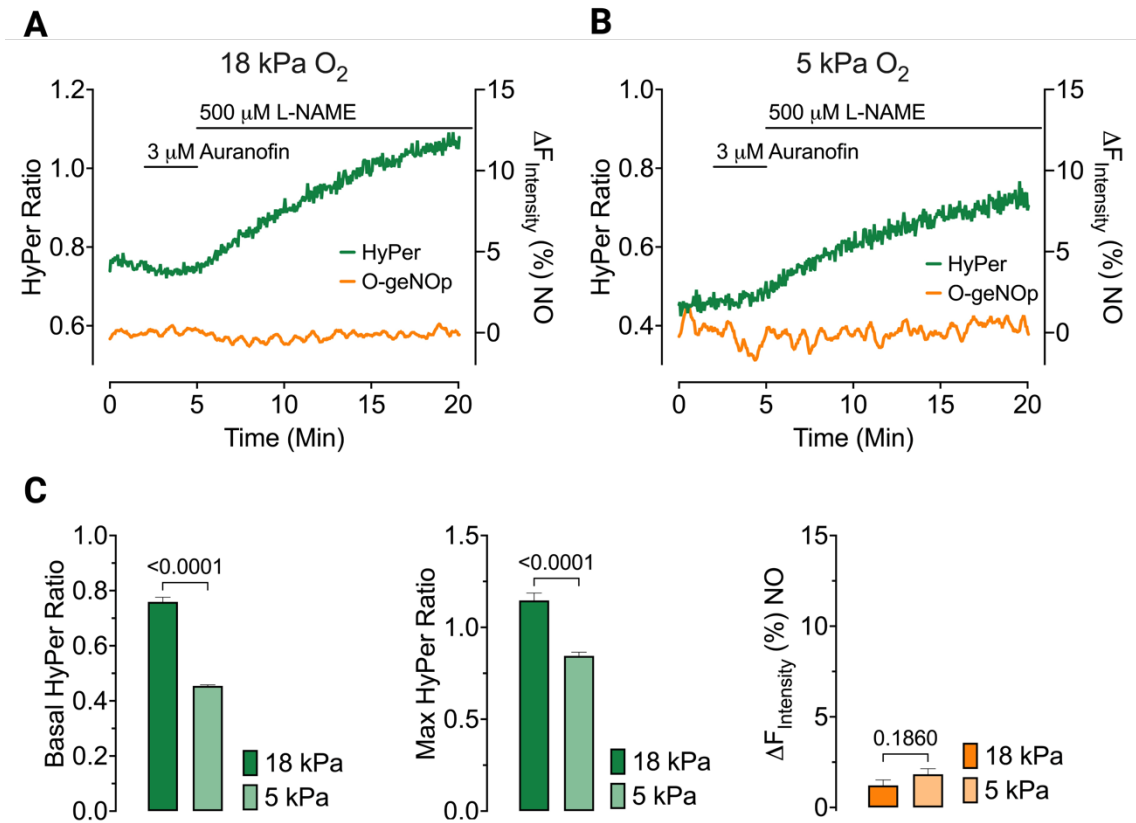 A
18 kPa O₂
1.2
1.0
0.8
0.6
HyPer Ratio
500 μM L-NAME
3 μM Auranofin
HyPer
O-geNOp
15
10
5
0
ΔF Intensity (%) NO
0 5 10 15 20
Time (Min)
B
5 kPa O₂
1.0
0.8
0.6
0.4
HyPer Ratio
500 μM L-NAME
3 μM Auranofin
HyPer
O-geNOp
15
10
5
0
ΔF Intensity (%) NO
0 5 10 15 20
Time (Min)
C
1.0
0.8
0.6
0.4
0.2
0.0
Basal HyPer Ratio
<0.0001
18 kPa
5 kPa
1.5
1.0
0.5
0.0
Max HyPer Ratio
<0.0001
18 kPa
5 kPa
15
10
5
0
ΔF Intensity (%) NO
0.1860
18 kPa
5 kPa